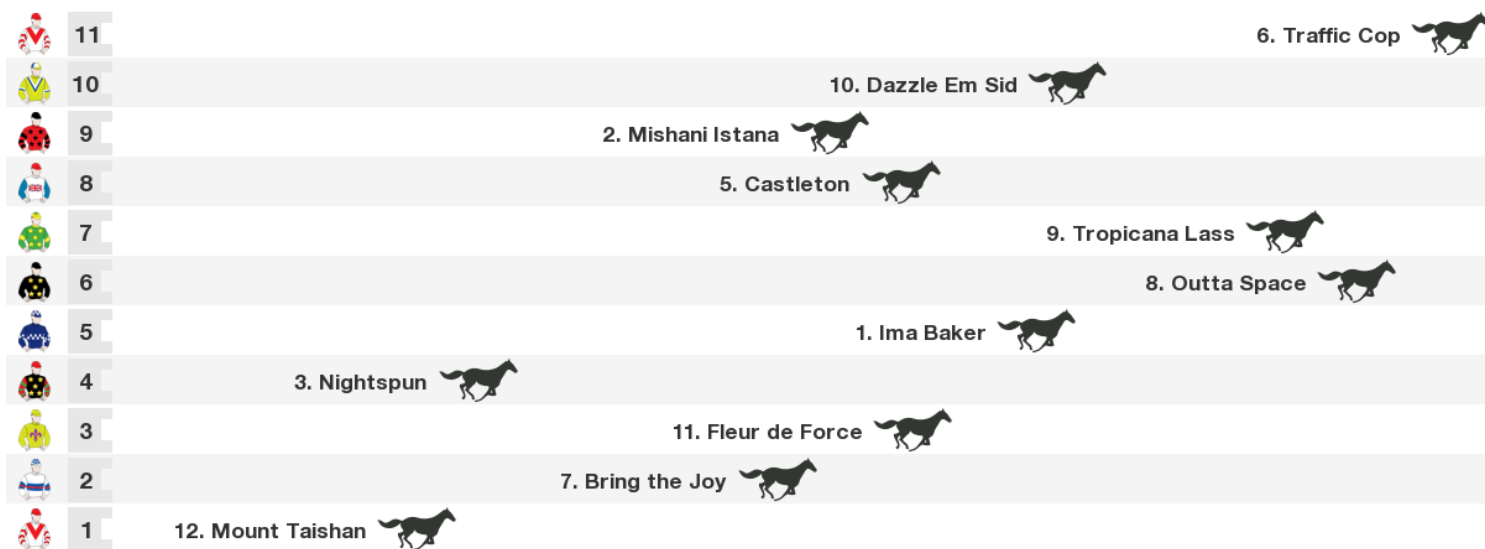 11 6. Traffic Cop
10 10. Dazzle Em Sid
9 2. Mishani Istana
8 5. Castleton
7 9. Tropicana Lass
6 8. Outta Space
5 1. Ima Baker
4 3. Nightspun
3 11. Fleur de Force
2 7. Bring the Joy
1 12. Mount Taishan